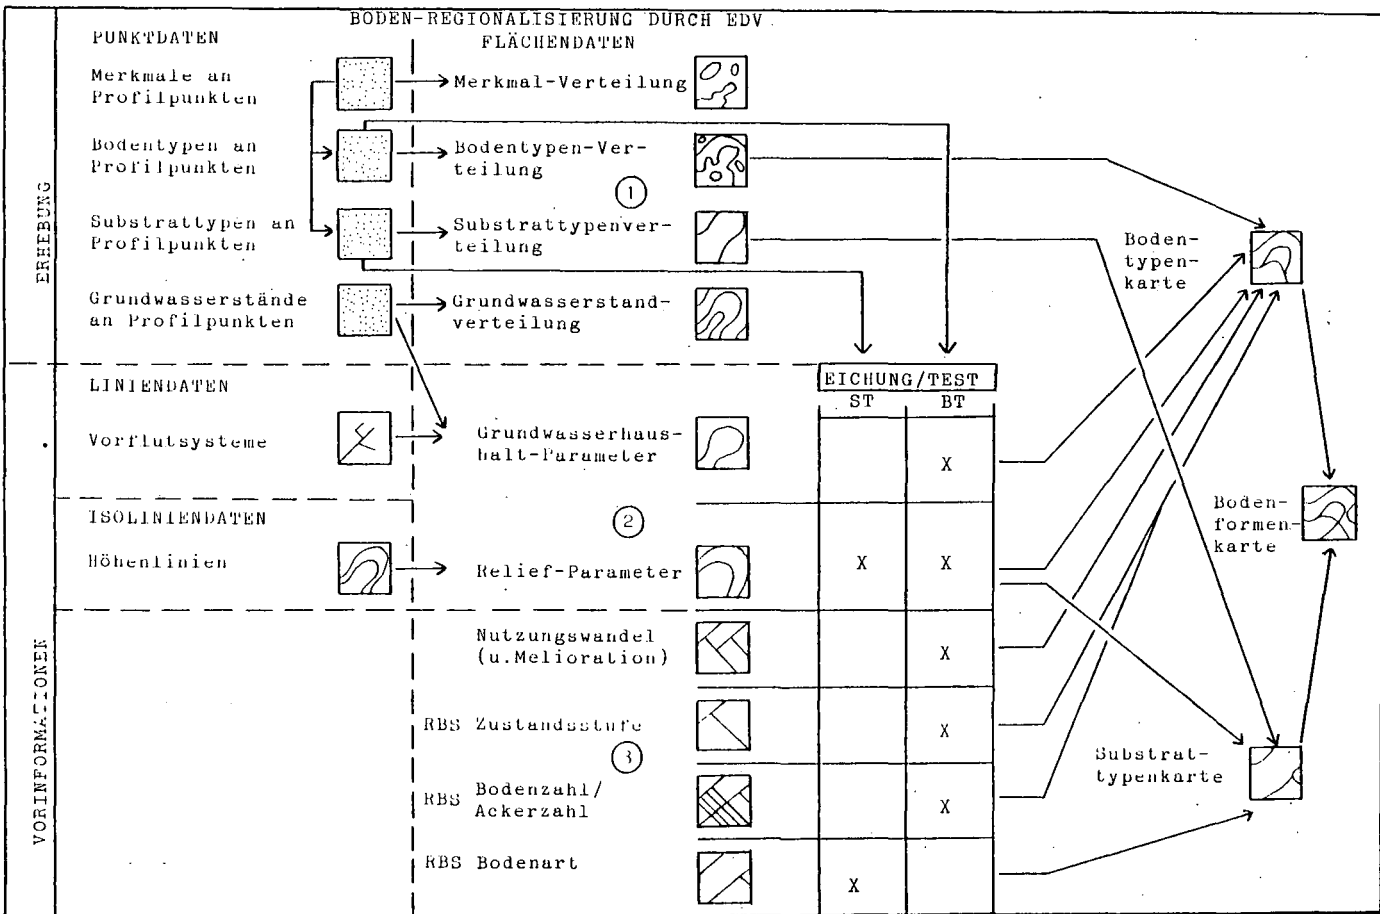 BODEN-REGIONALISIERUNG DURCH EDV
PUNKTDATEN
FLÄCHENDATEN
ERHEBUNG
Merkmale an
Profilpunkten
Merkmal-Verteilung
Bodentypen an
Profilpunkten
Bodentypen-Ver-
teilung
1
Substrattypen an
Profilpunkten
Substrattypenver-
teilung
Grundwasserstände
an Profilpunkten
Grundwasserstand-
verteilung
Boden-
typen-
karte
VORINFORMATIONEN
LINIENDATEN
EICHUNG/TEST
ST BT
Vorflutsysteme
Grundwasserhaus-
halt-Parameter
X
ISOLINIENDATEN
2
Höhenlinien
Relief-Parameter
X X
Boden-
formen-
karte
Nutzungswandel
(u.Melioration)
X
RBS Zustandsstufe
X
3
RBS Bodenzahl/
Ackerzahl
X
Substrat-
typenkarte
RBS Bodenart
X